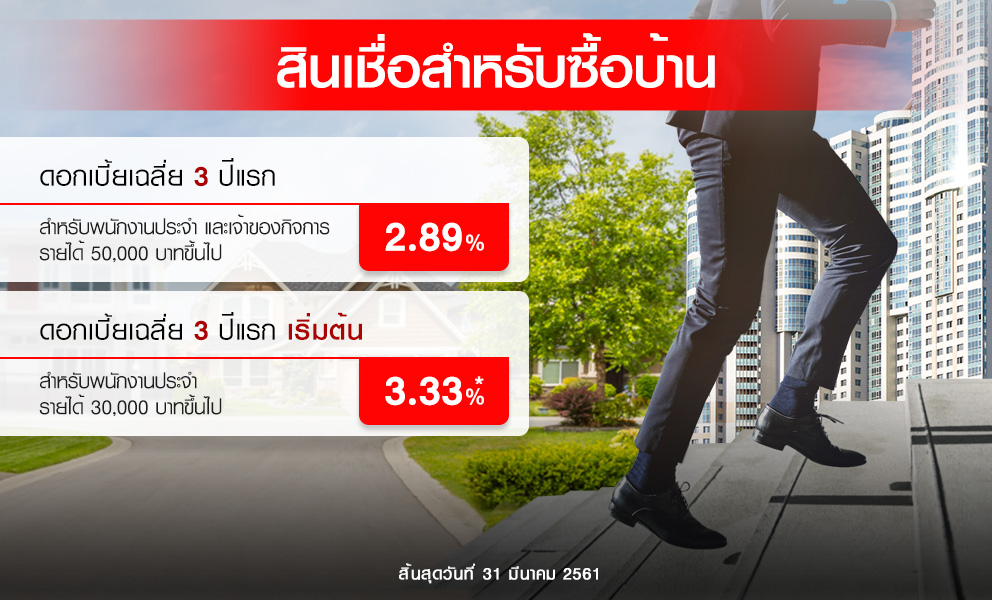 สินเชื่อสำหรับซื้อบ้าน
ดอกเบี้ยเฉลี่ย 3 ปีแรก
สำหรับพนักงานประจำ และเจ้าของกิจการ
รายได้ 50,000 บาทขึ้นไป
2.89%
ดอกเบี้ยเฉลี่ย 3 ปีแรก เริ่มต้น
สำหรับพนักงานประจำ
รายได้ 30,000 บาทขึ้นไป
3.33%*
สิ้นสุดวันที่ 31 มีนาคม 2561